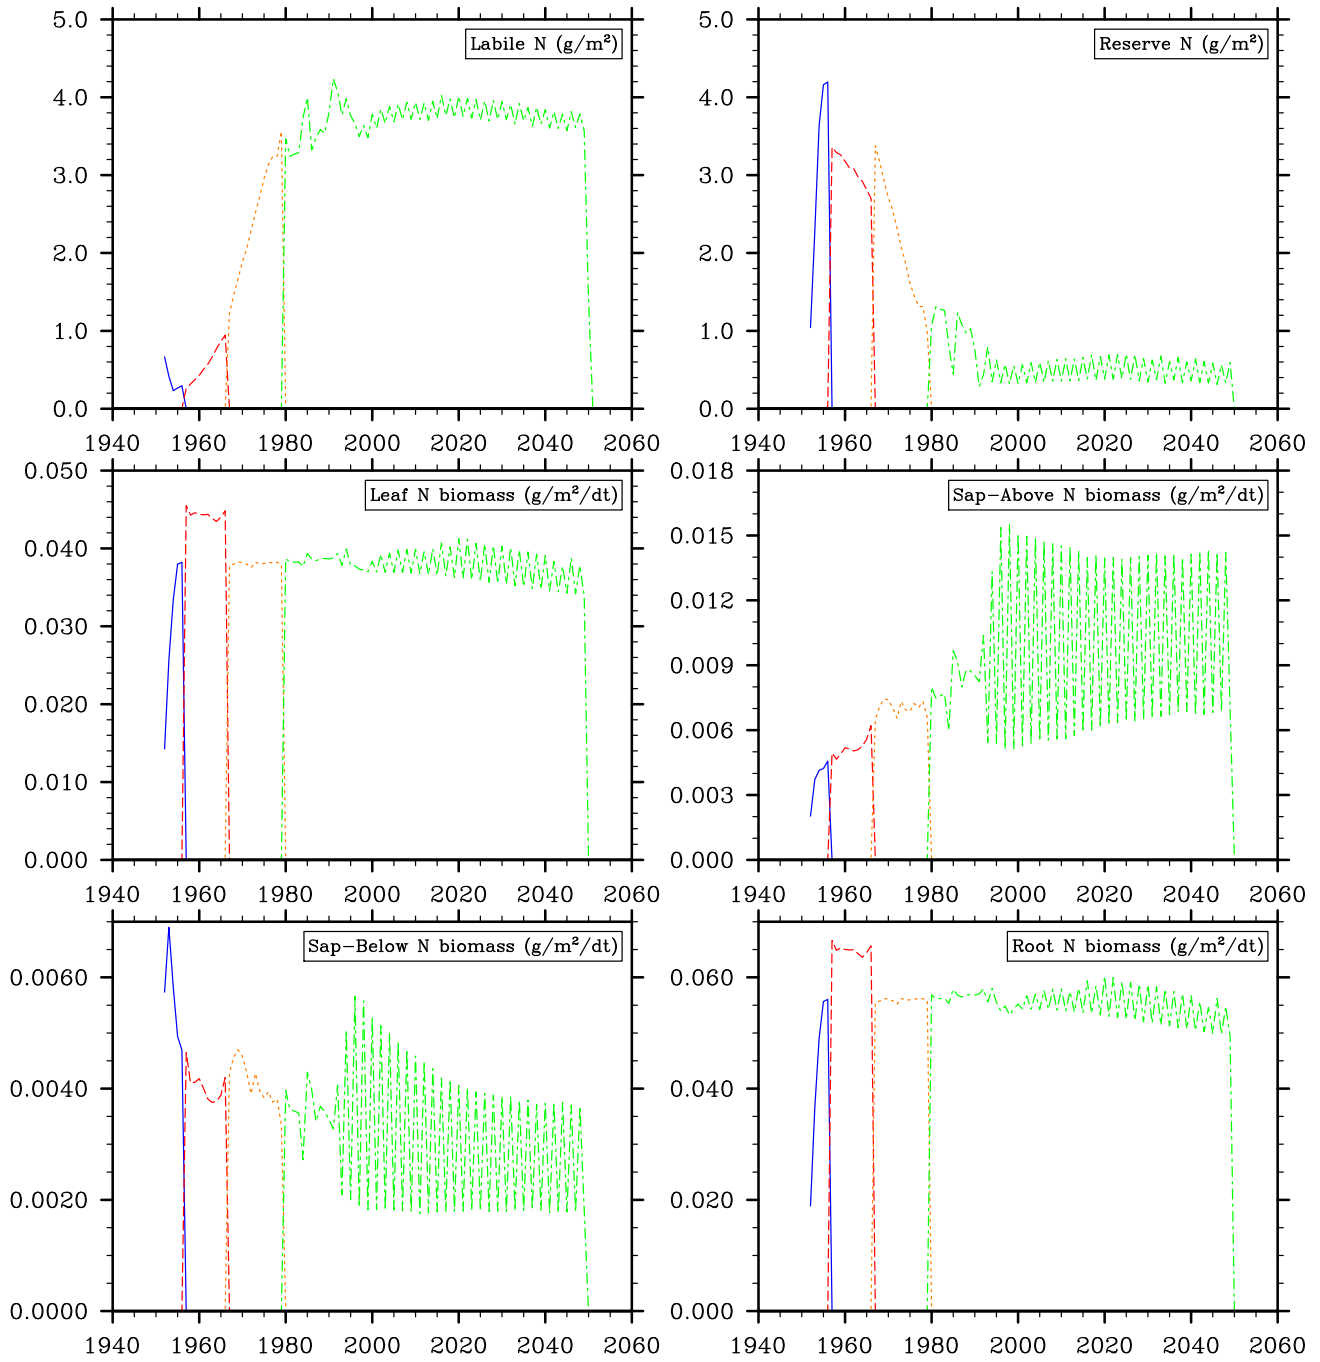 5.0
4.0
3.0
2.0
1.0
0.0
Labile N (g/m²)
1940 1960 1980 2000 2020 2040 2060
5.0
4.0
3.0
2.0
1.0
0.0
Reserve N (g/m²)
1940 1960 1980 2000 2020 2040 2060
0.050
0.040
0.030
0.020
0.010
0.000
Leaf N biomass (g/m²/dt)
1940 1960 1980 2000 2020 2040 2060
0.018
0.015
0.012
0.009
0.006
0.003
0.000
Sap-Above N biomass (g/m²/dt)
1940 1960 1980 2000 2020 2040 2060
0.0060
0.0040
0.0020
0.0000
Sap-Below N biomass (g/m²/dt)
1940 1960 1980 2000 2020 2040 2060
0.060
0.040
0.020
0.000
Root N biomass (g/m²/dt)
1940 1960 1980 2000 2020 2040 2060